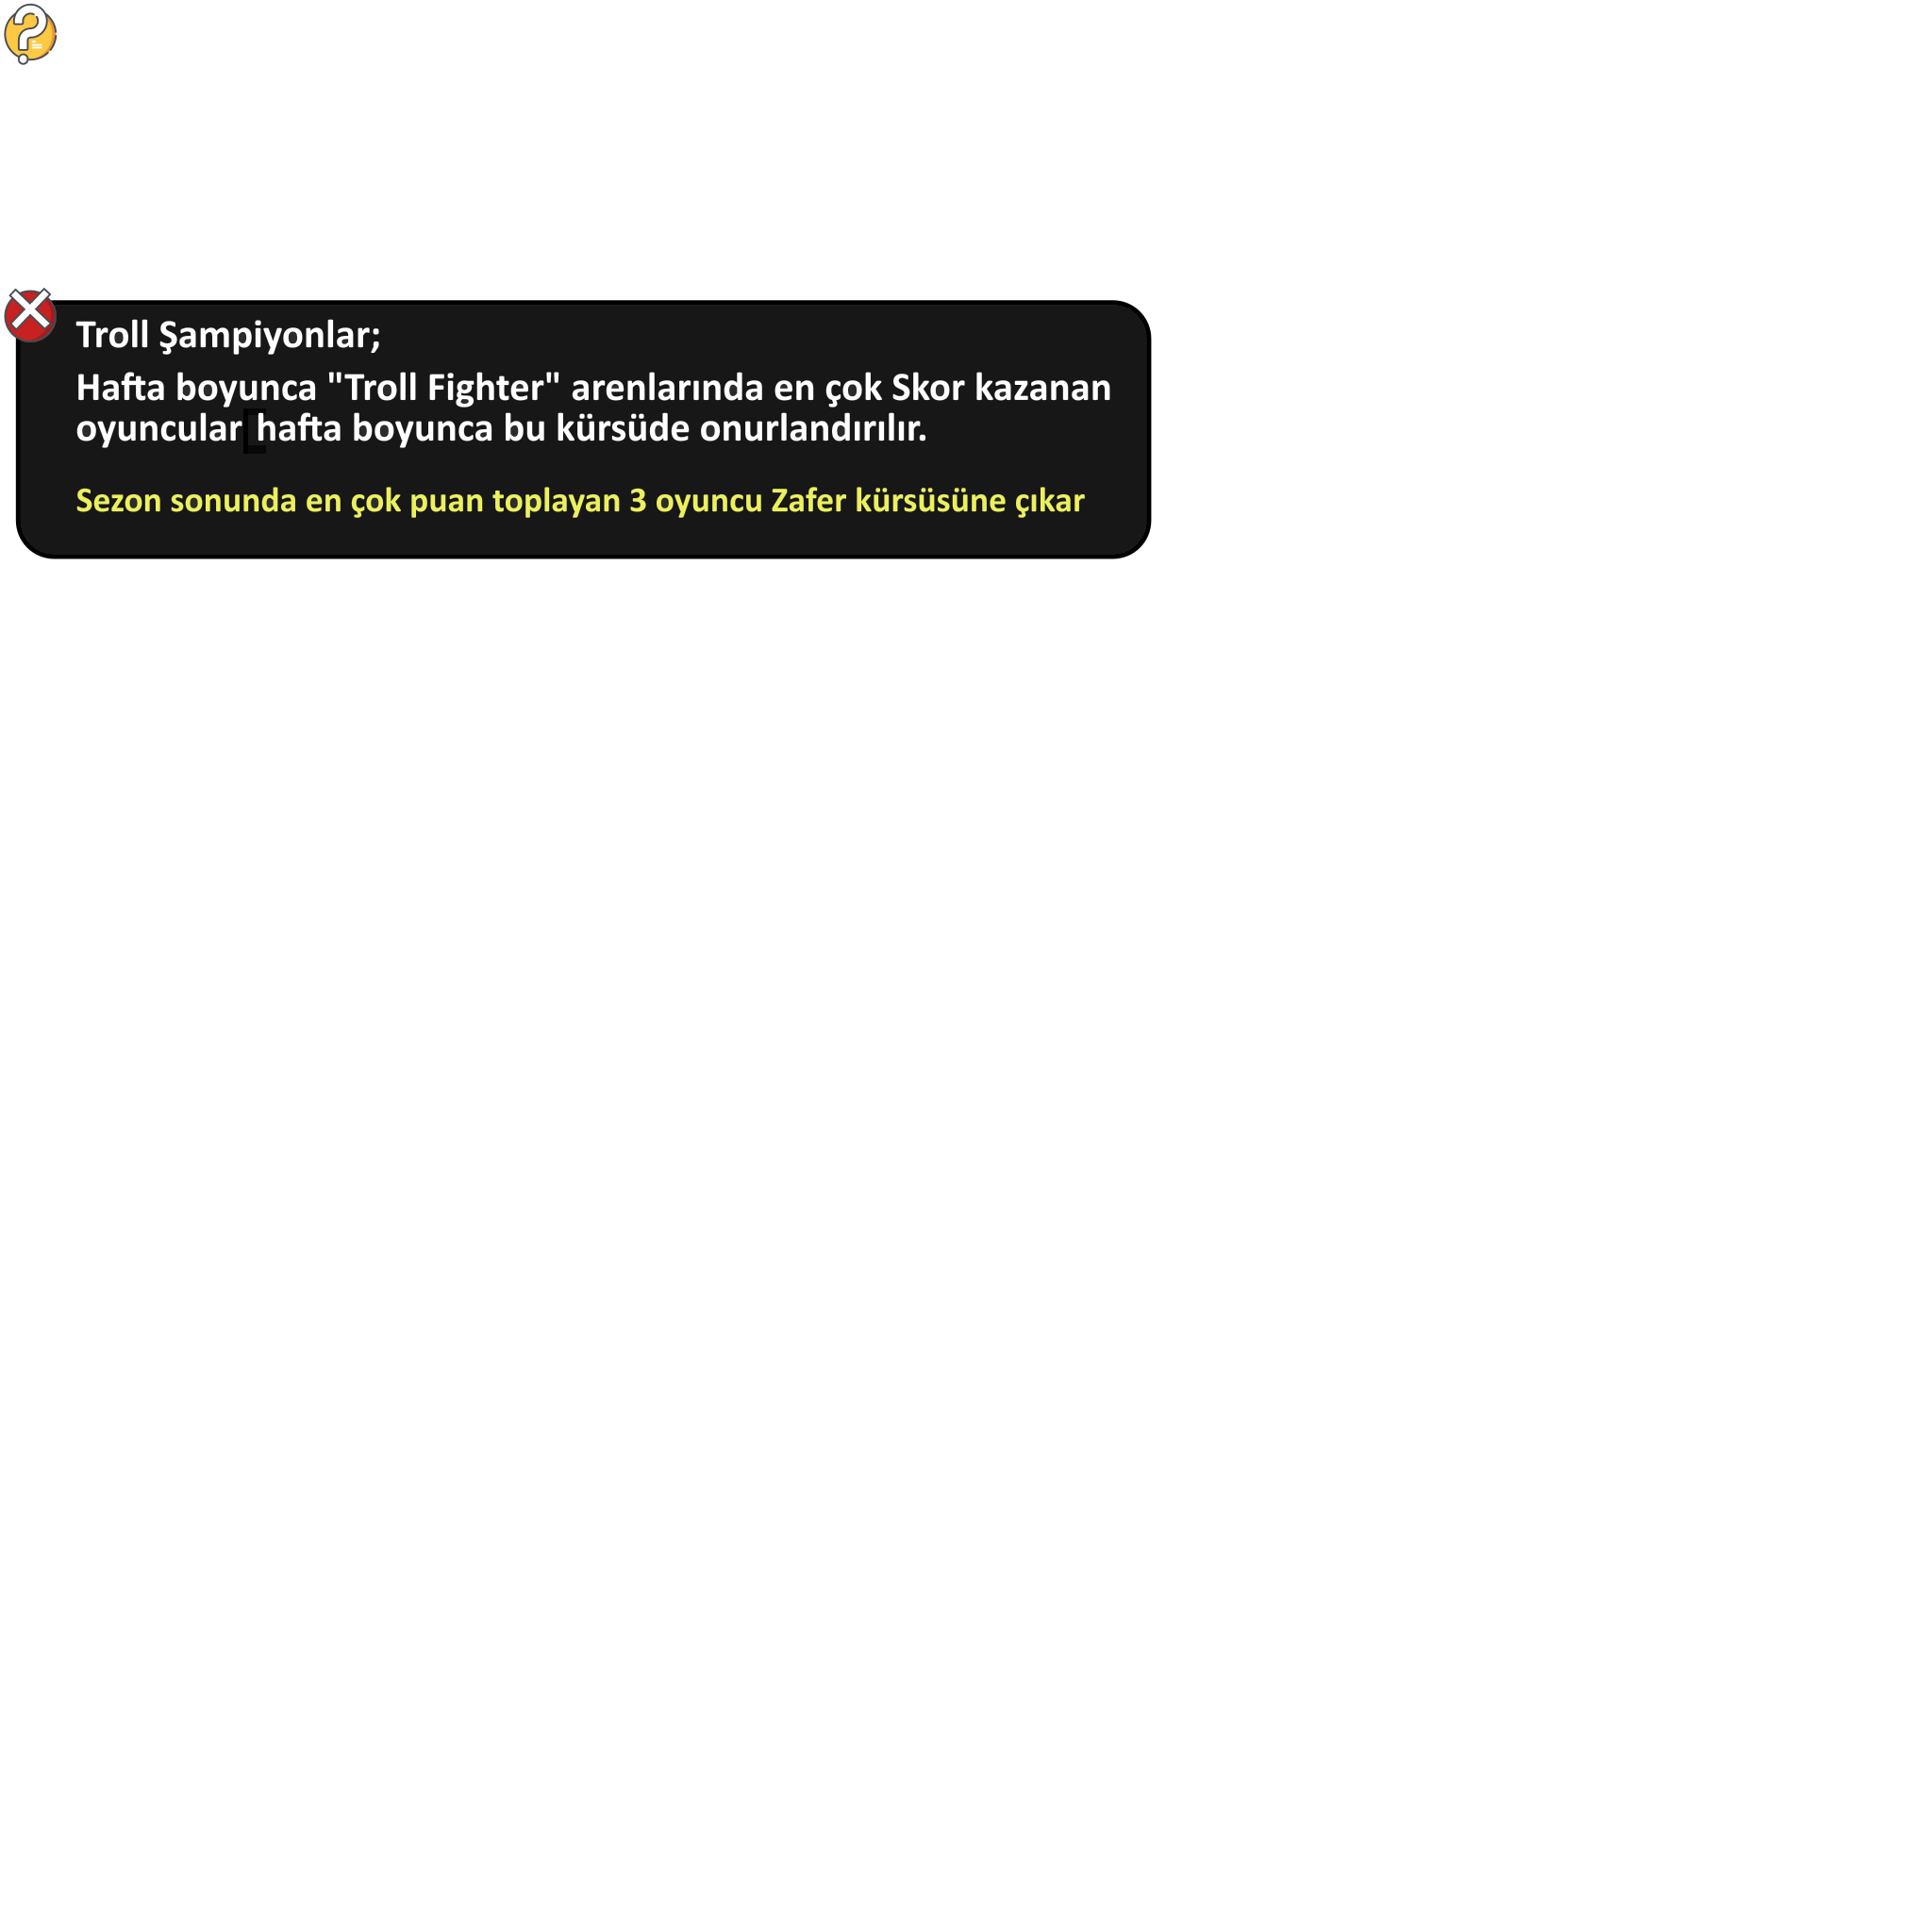 Troll Şampiyonlar;
Hafta boyunca "Troll Fighter" arenlarında en çok Skor kazanan
oyuncular hafta boyunca bu kürsüde onurlandırılır.
Sezon sonunda en çok puan toplayan 3 oyuncu Zafer kürsüsüne çıkar